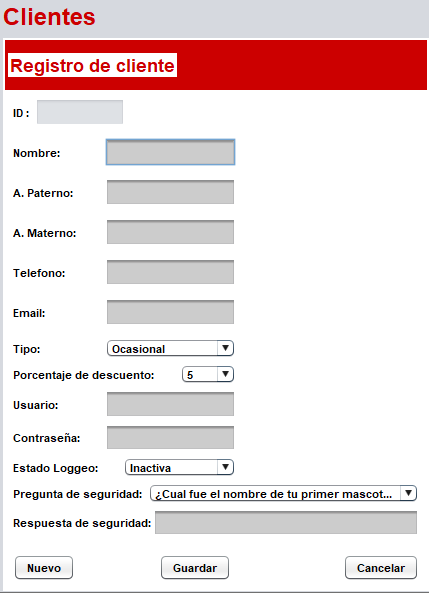 Clientes
Registro de cliente
ID :
Nombre:
A. Paterno:
A. Materno:
Telefono:
Email:
Tipo: Ocasional
Porcentaje de descuento: 5
Usuario:
Contraseña:
Estado Loggeo: Inactiva
Pregunta de seguridad: ¿Cual fue el nombre de tu primer mascot...
Respuesta de seguridad:
Nuevo Guardar Cancelar